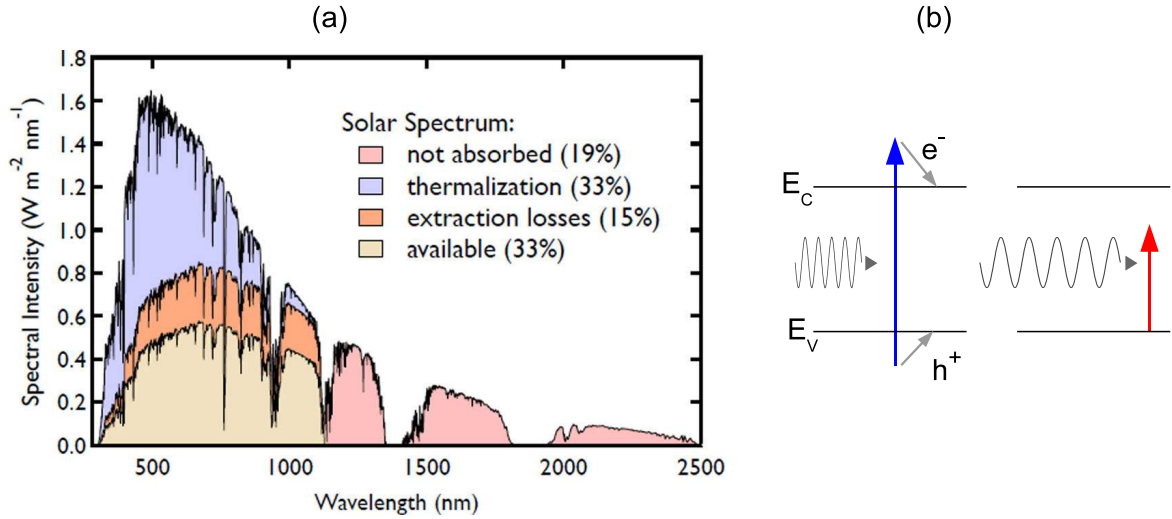 (a)
(b)
1.8
1.6
1.4
1.2
1.0
0.8
0.6
0.4
0.2
0.0
Spectral Intensity (W m⁻² nm⁻¹)
Solar Spectrum:
not absorbed (19%)
thermalization (33%)
extraction losses (15%)
available (33%)
500
1000
1500
2000
2500
Wavelength (nm)
e⁻
E_C
E_V
h⁺